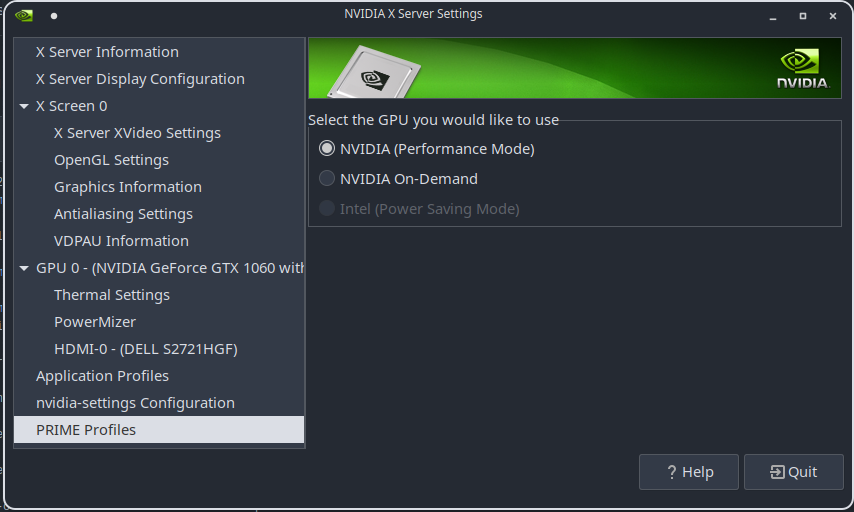 NVIDIA X Server Settings
X Server Information
X Server Display Configuration
X Screen 0
X Server XVideo Settings
OpenGL Settings
Graphics Information
Antialiasing Settings
VDPAU Information
GPU 0 - (NVIDIA GeForce GTX 1060 with
Thermal Settings
PowerMizer
HDMI-0 - (DELL S2721HGF)
Application Profiles
nvidia-settings Configuration
PRIME Profiles
NVIDIA.
Select the GPU you would like to use
NVIDIA (Performance Mode)
NVIDIA On-Demand
Intel (Power Saving Mode)
? Help
Quit